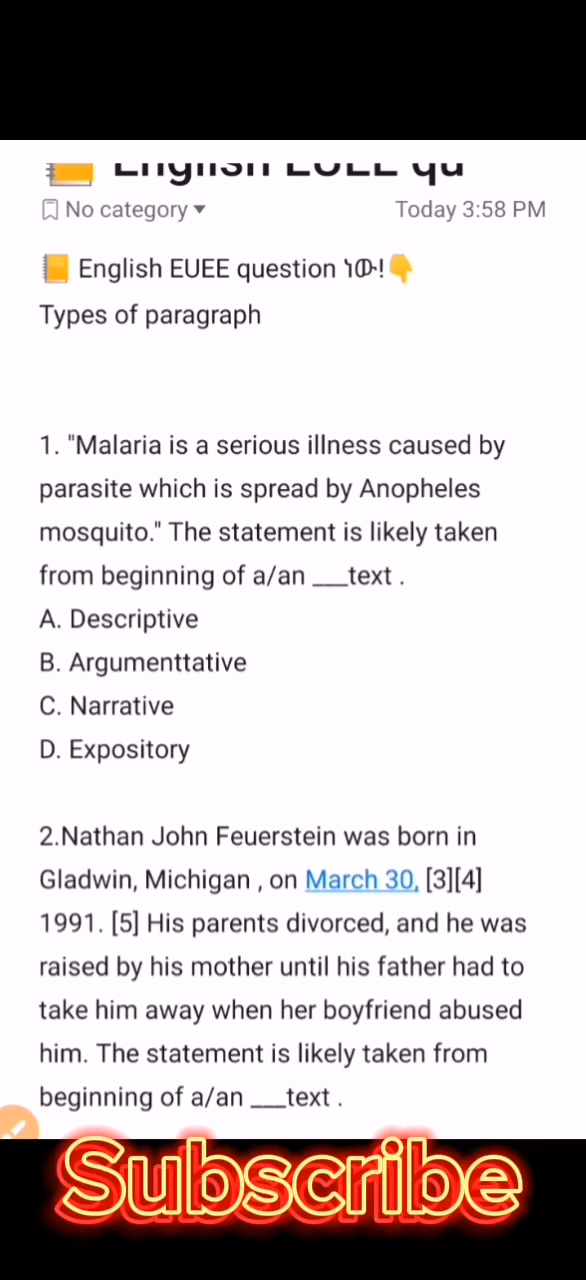 English EUEE qu
No category
Today 3:58 PM
English EUEE question ነው!
Types of paragraph
1. "Malaria is a serious illness caused by
parasite which is spread by Anopheles
mosquito." The statement is likely taken
from beginning of a/an ___text .
A. Descriptive
B. Argumenttative
C. Narrative
D. Expository
2.Nathan John Feuerstein was born in
Gladwin, Michigan , on March 30, [3][4]
1991. [5] His parents divorced, and he was
raised by his mother until his father had to
take him away when her boyfriend abused
him. The statement is likely taken from
beginning of a/an ___text .
Subscribe